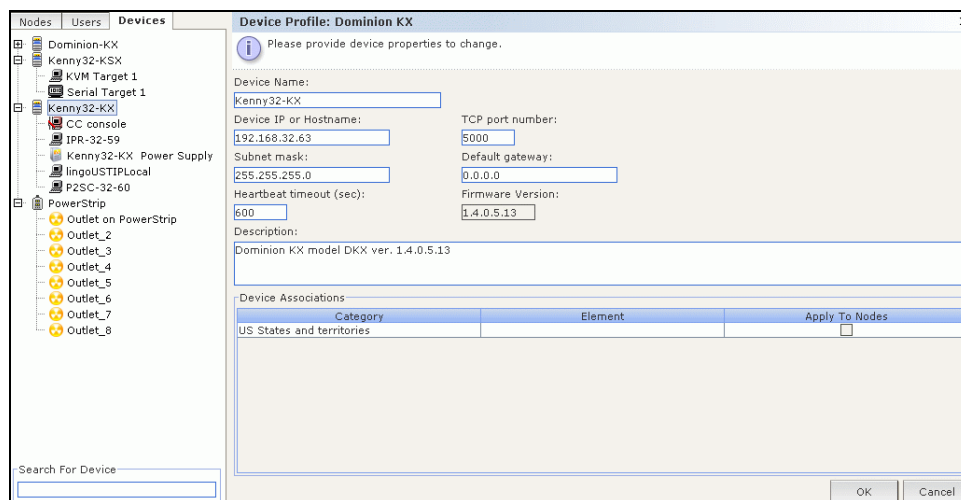 Nodes Users Devices
Dominion-KX
Kenny32-KSX
KVM Target 1
Serial Target 1
Kenny32-KX
CC console
IPR-32-59
Kenny32-KX Power Supply
lingoUSTIPLocal
P2SC-32-60
PowerStrip
Outlet on PowerStrip
Outlet_2
Outlet_3
Outlet_4
Outlet_5
Outlet_6
Outlet_7
Outlet_8
Search For Device
Device Profile: Dominion KX
Please provide device properties to change.
Device Name:
Kenny32-KX
Device IP or Hostname: TCP port number:
192.168.32.63 5000
Subnet mask: Default gateway:
255.255.255.0 0.0.0.0
Heartbeat timeout (sec): Firmware Version:
600 1.4.0.5.13
Description:
Dominion KX model DKX ver. 1.4.0.5.13
Device Associations
Category Element Apply To Nodes
US States and territories
OK Cancel